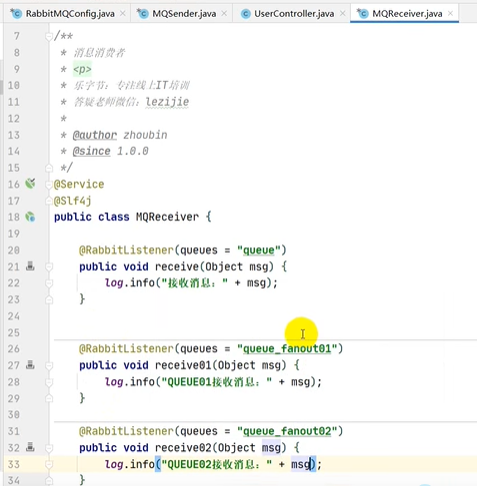 RabbitMQConfig.java MQSender.java UserController.java MQReceiver.java
7 /**
8 * 消息消费者
9 * <p>
10 * 乐字节：专注线上IT培训
11 * 答疑老师微信：lezijie
12 *
13 * @author zhoubin
14 * @since 1.0.0
15 */
16 @Service
17 @Slf4j
18 public class MQReceiver {
19
20 @RabbitListener(queues = "queue")
21 public void receive(Object msg) {
22 log.info("接收消息：" + msg);
23 }
24
25
26 @RabbitListener(queues = "queue_fanout01")
27 public void receive01(Object msg) {
28 log.info("QUEUE01接收消息：" + msg);
29 }
30
31 @RabbitListener(queues = "queue_fanout02")
32 public void receive02(Object msg) {
33 log.info("QUEUE02接收消息：" + msg);
34 }